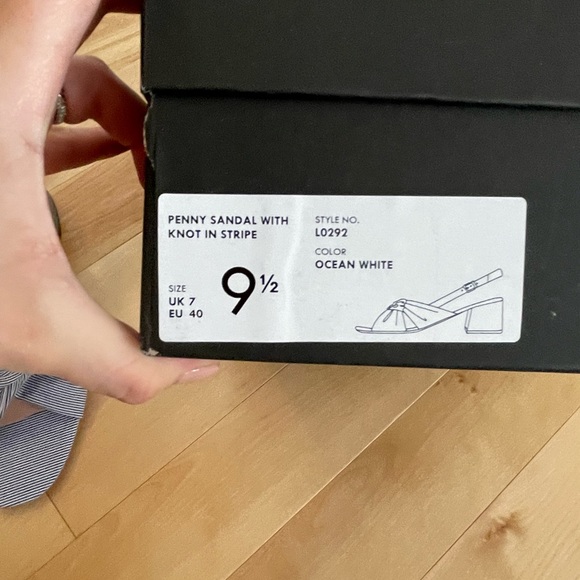 PENNY SANDAL WITH
KNOT IN STRIPE
STYLE NO.
L0292
COLOR
OCEAN WHITE
SIZE
UK 7
EU 40
9½